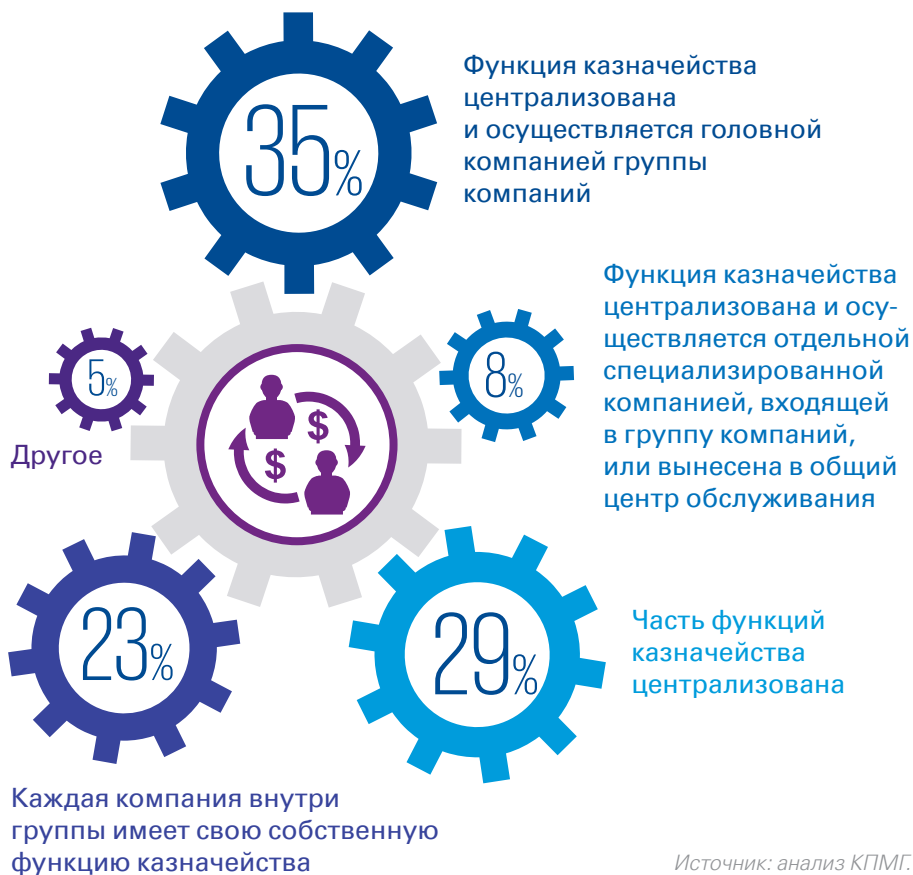 35%
Функция казначейства
централизована
и осуществляется головной
компанией группы
компаний
5%
Другое
$
$
8%
Функция казначейства
централизована и осу-
ществляется отдельной
специализированной
компанией, входящей
в группу компаний,
или вынесена в общий
центр обслуживания
23%
Каждая компания внутри
группы имеет свою собственную
функцию казначейства
29%
Часть функций
казначейства
централизована
Источник: анализ КПМГ.